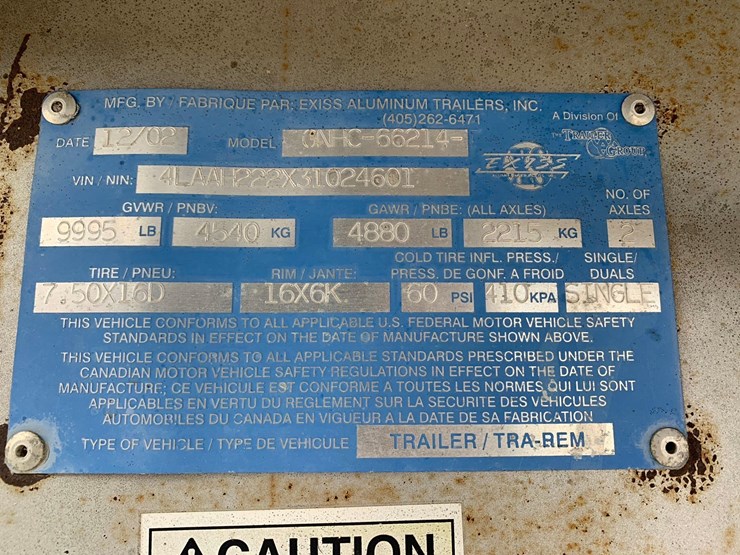 MFG. BY / FABRIQUE PAR: EXISS ALUMINUM TRAILERS, INC.
(405)262-6471
A Division Of
DATE 12/02 MODEL GNHC-66214-
THE TRAILER GROUP
EXISS
VIN / NIN: 4LAAH222X31024601
GVWR / PNBV: GAWR / PNBE: (ALL AXLES) NO. OF AXLES
9995 LB 4540 KG 4880 LB 2215 KG 2
TIRE / PNEU: RIM / JANTE: COLD TIRE INFL. PRESS./ PRESS. DE GONF. A FROID SINGLE/ DUALS
7.50X16D 16X6K 60 PSI 410 KPA SINGLE
THIS VEHICLE CONFORMS TO ALL APPLICABLE U.S. FEDERAL MOTOR VEHICLE SAFETY
STANDARDS IN EFFECT ON THE DATE OF MANUFACTURE SHOWN ABOVE.
THIS VEHICLE CONFORMS TO ALL APPLICABLE STANDARDS PRESCRIBED UNDER THE
CANADIAN MOTOR VEHICLE SAFETY REGULATIONS IN EFFECT ON THE DATE OF
MANUFACTURE; CE VEHICULE EST CONFORME A TOUTES LES NORMES QUI LUI SONT
APPLICABLES EN VERTU DU REGLEMENT SUR LA SECURITE DES VEHICULES
AUTOMOBILES DU CANADA EN VIGUEUR A LA DATE DE SA FABRICATION
TYPE OF VEHICLE / TYPE DE VEHICULE TRAILER / TRA-REM
CAUTION